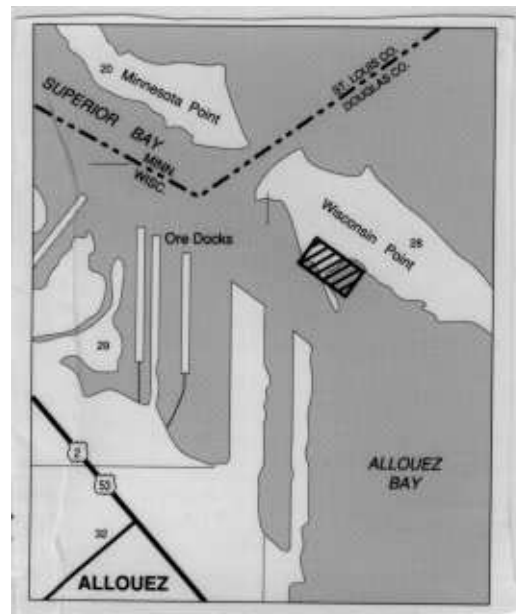 20
Minnesota Point
SUPERIOR BAY
ST. LOUIS CO.
DOUGLAS CO.
MINN.
WISC.
Wisconsin Point
28
Ore Docks
29
2
53
ALLOUEZ
BAY
32
ALLOUEZ